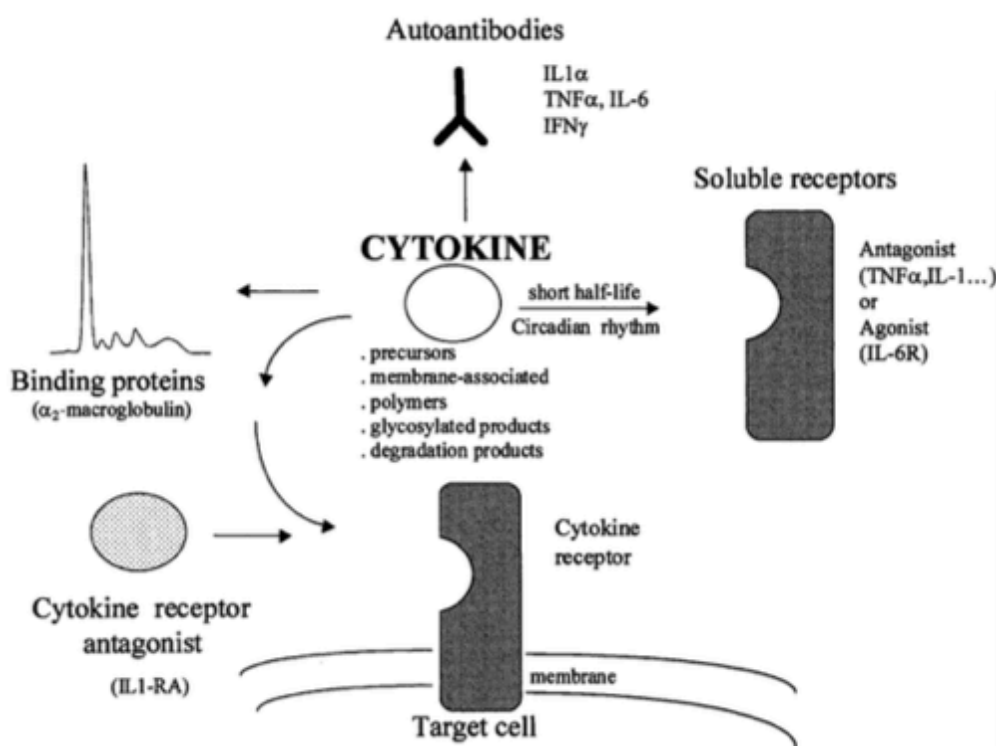 Autoantibodies
IL1α
TNFα, IL-6
IFNγ
Soluble receptors
Antagonist
(TNFα,IL-1...)
or
Agonist
(IL-6R)
CYTOKINE
short half-life
Circadian rhythm
. precursors
. membrane-associated
. polymers
. glycosylated products
. degradation products
Binding proteins
(α₂-macroglobulin)
Cytokine receptor
antagonist
(IL1-RA)
Cytokine
receptor
membrane
Target cell